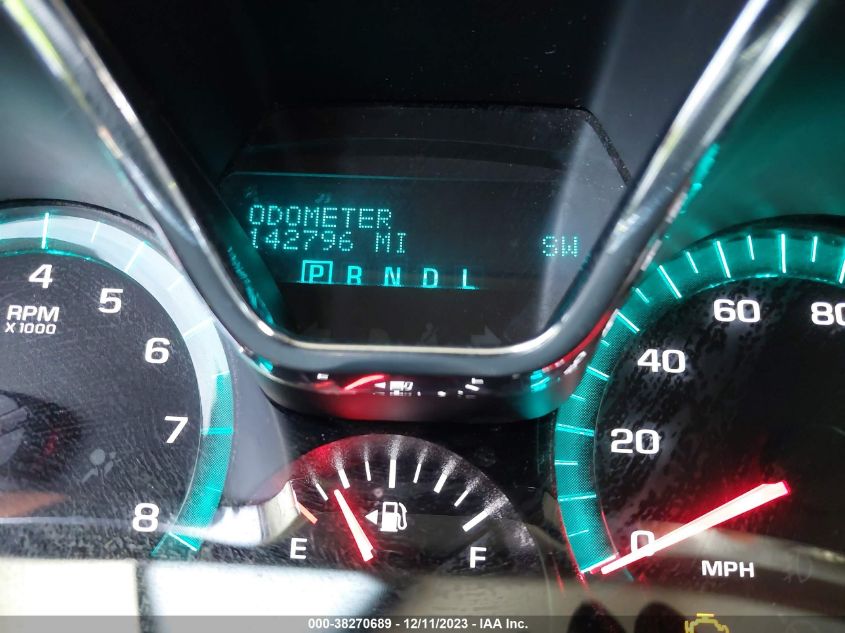 ODOMETER
142796 MI SW
P R N D L
4
5
6
7
8
RPM
X 1000
E
F
0
20
40
60
80
MPH
000-38270689 - 12/11/2023 - IAA Inc.